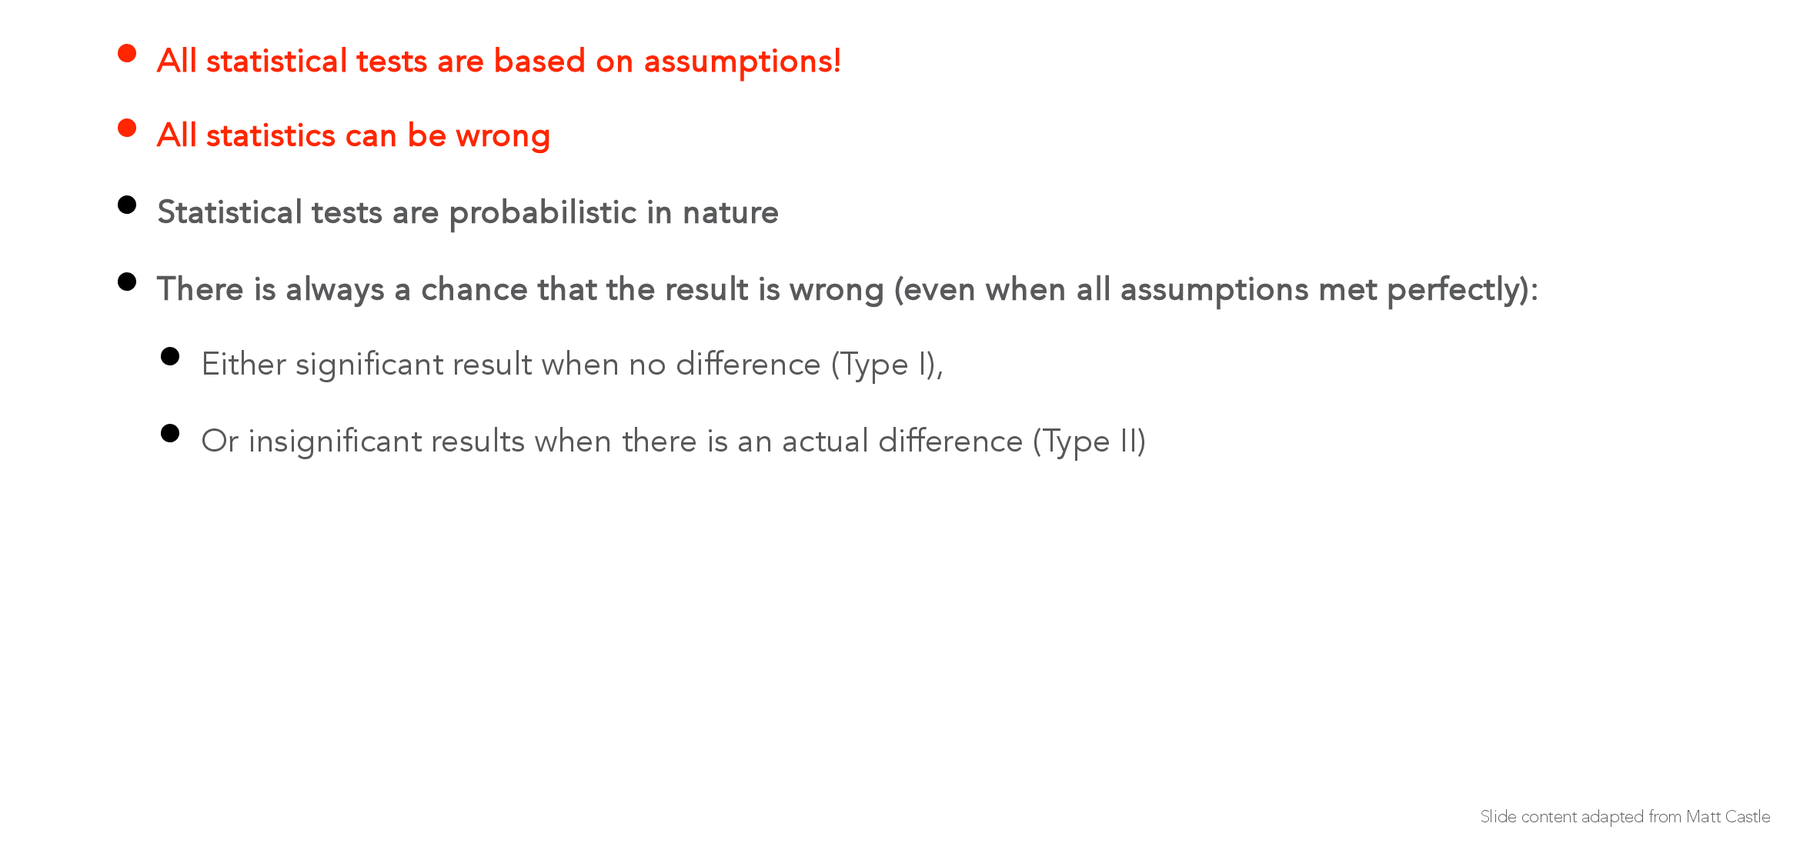 All statistical tests are based on assumptions!
All statistics can be wrong
Statistical tests are probabilistic in nature
There is always a chance that the result is wrong (even when all assumptions met perfectly):
Either significant result when no difference (Type I),
Or insignificant results when there is an actual difference (Type II)
Slide content adapted from Matt Castle